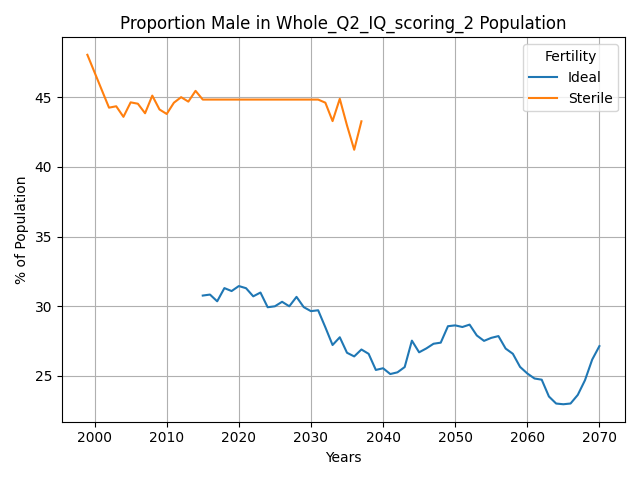 Proportion Male in Whole_Q2_IQ_scoring_2 Population
Fertility
Ideal
Sterile
% of Population
45
40
35
30
25
2000 2010 2020 2030 2040 2050 2060 2070
Years